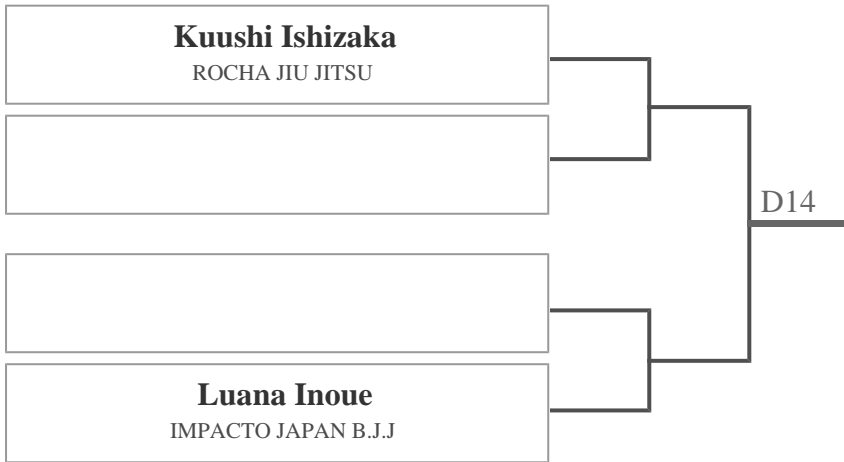 Kuushi Ishizaka
ROCHA JIU JITSU
D14
Luana Inoue
IMPACTO JAPAN B.J.J